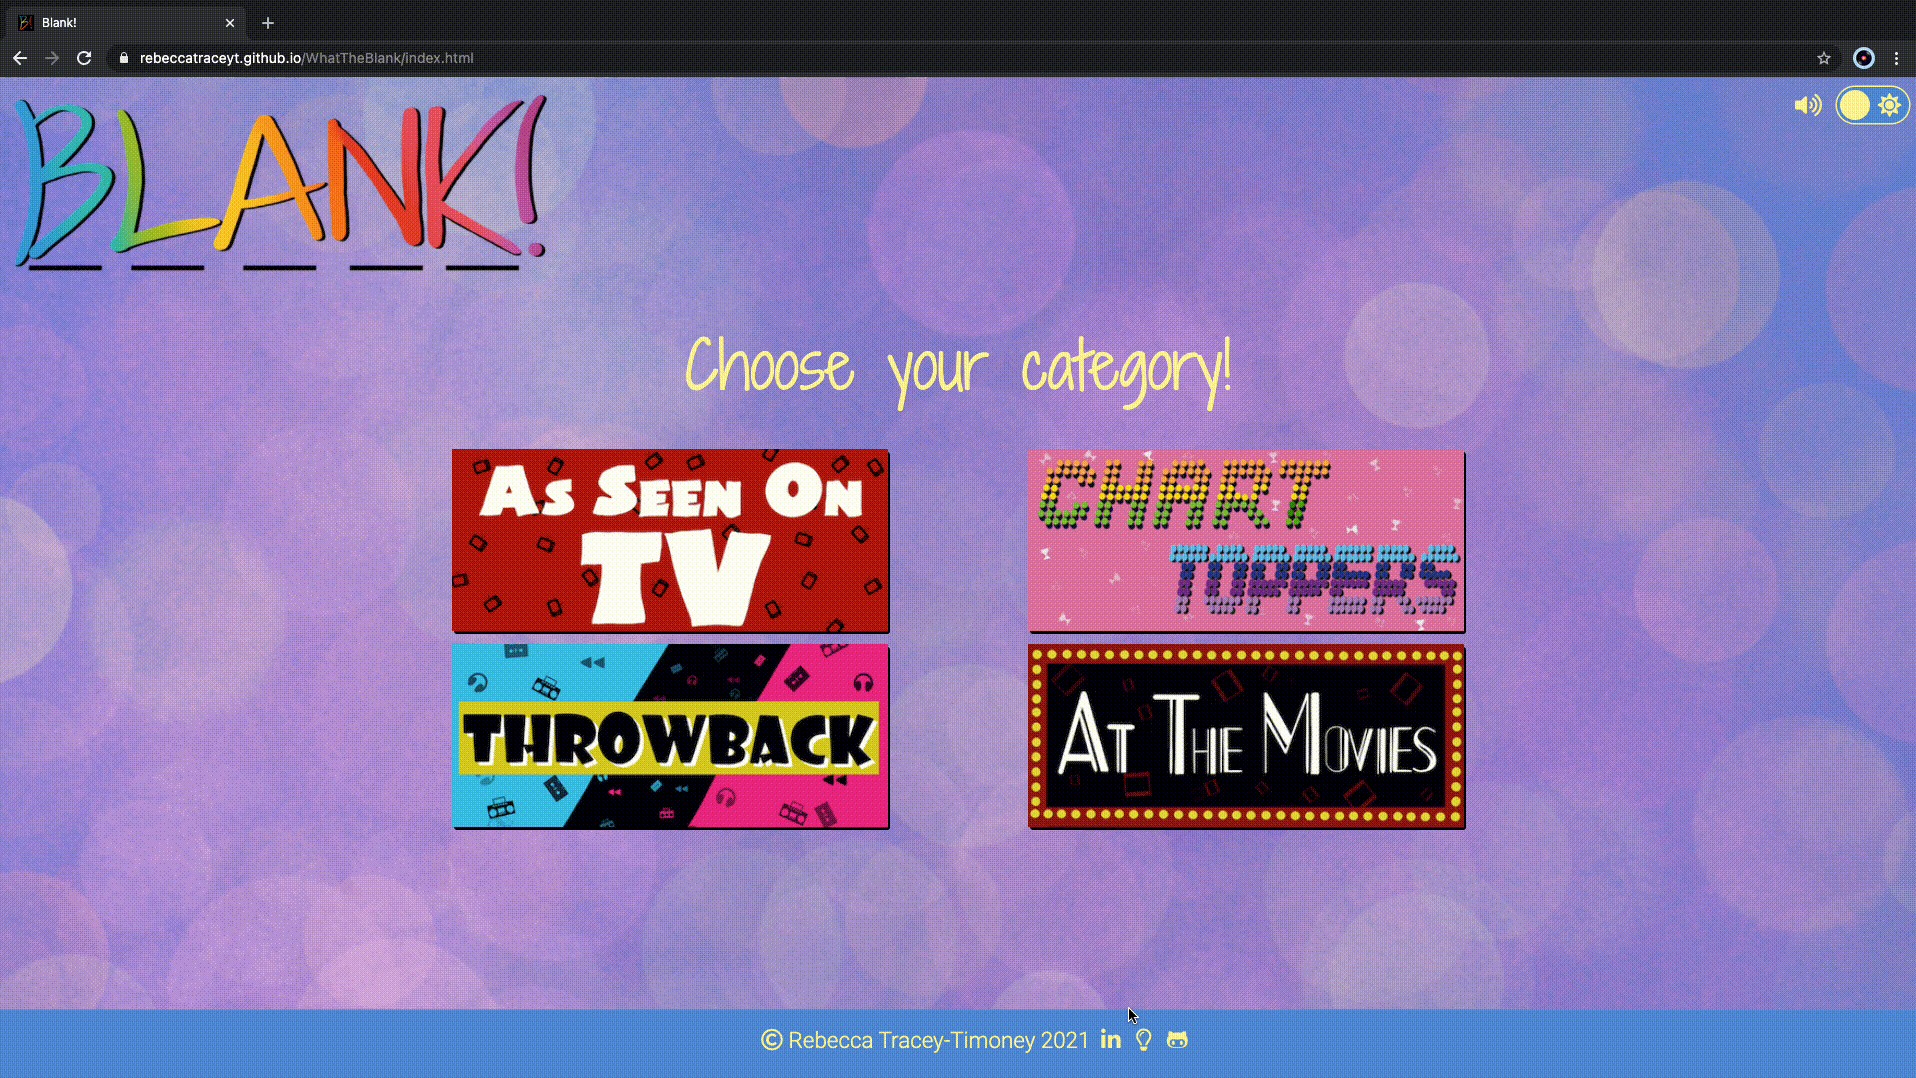 Blank!
rebeccatraceyt.github.io/WhatTheBlank/index.html
BLANK!
Choose your category!
As Seen On
TV
CHART
TOPPERS
THROWBACK
At The Movies
© Rebecca Tracey-Timoney 2021 in